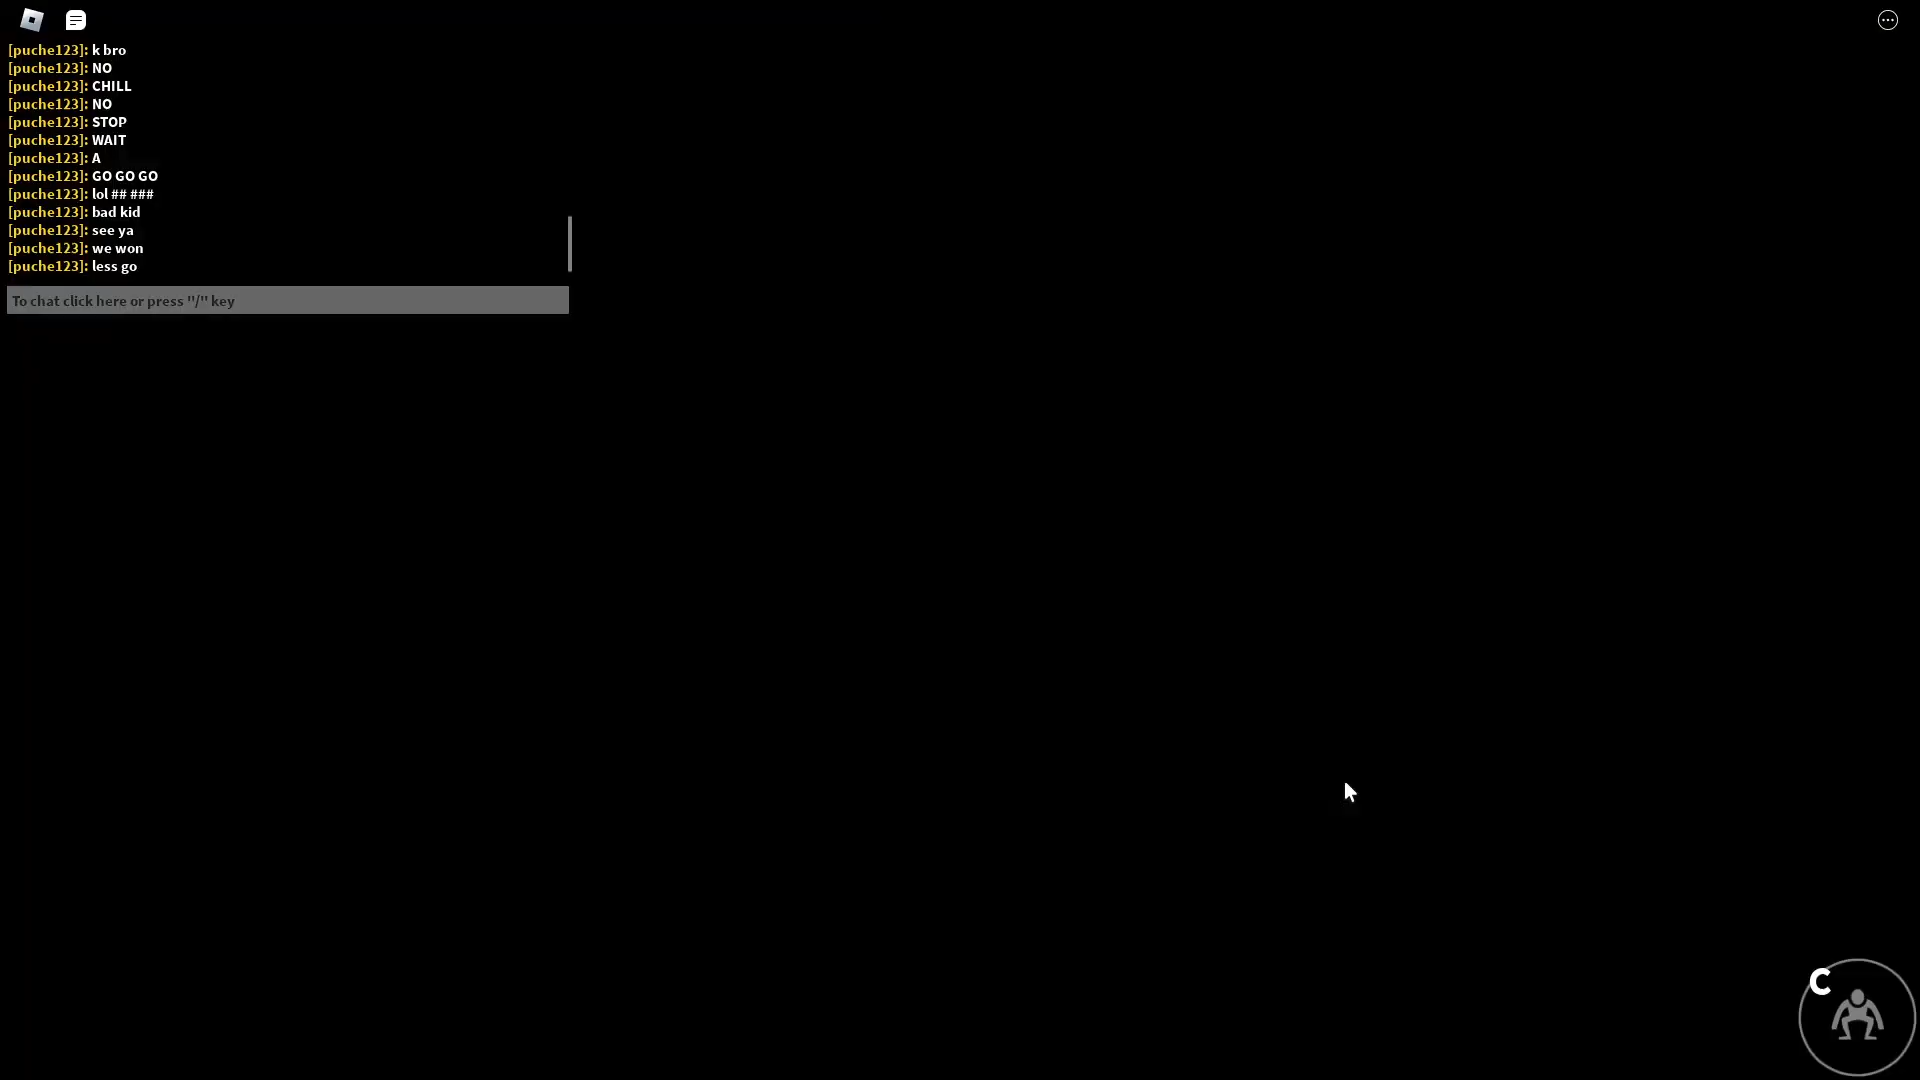 [puche123]: k bro
[puche123]: NO
[puche123]: CHILL
[puche123]: NO
[puche123]: STOP
[puche123]: WAIT
[puche123]: A
[puche123]: GO GO GO
[puche123]: lol ## ###
[puche123]: bad kid
[puche123]: see ya
[puche123]: we won
[puche123]: less go
To chat click here or press "/" key
C